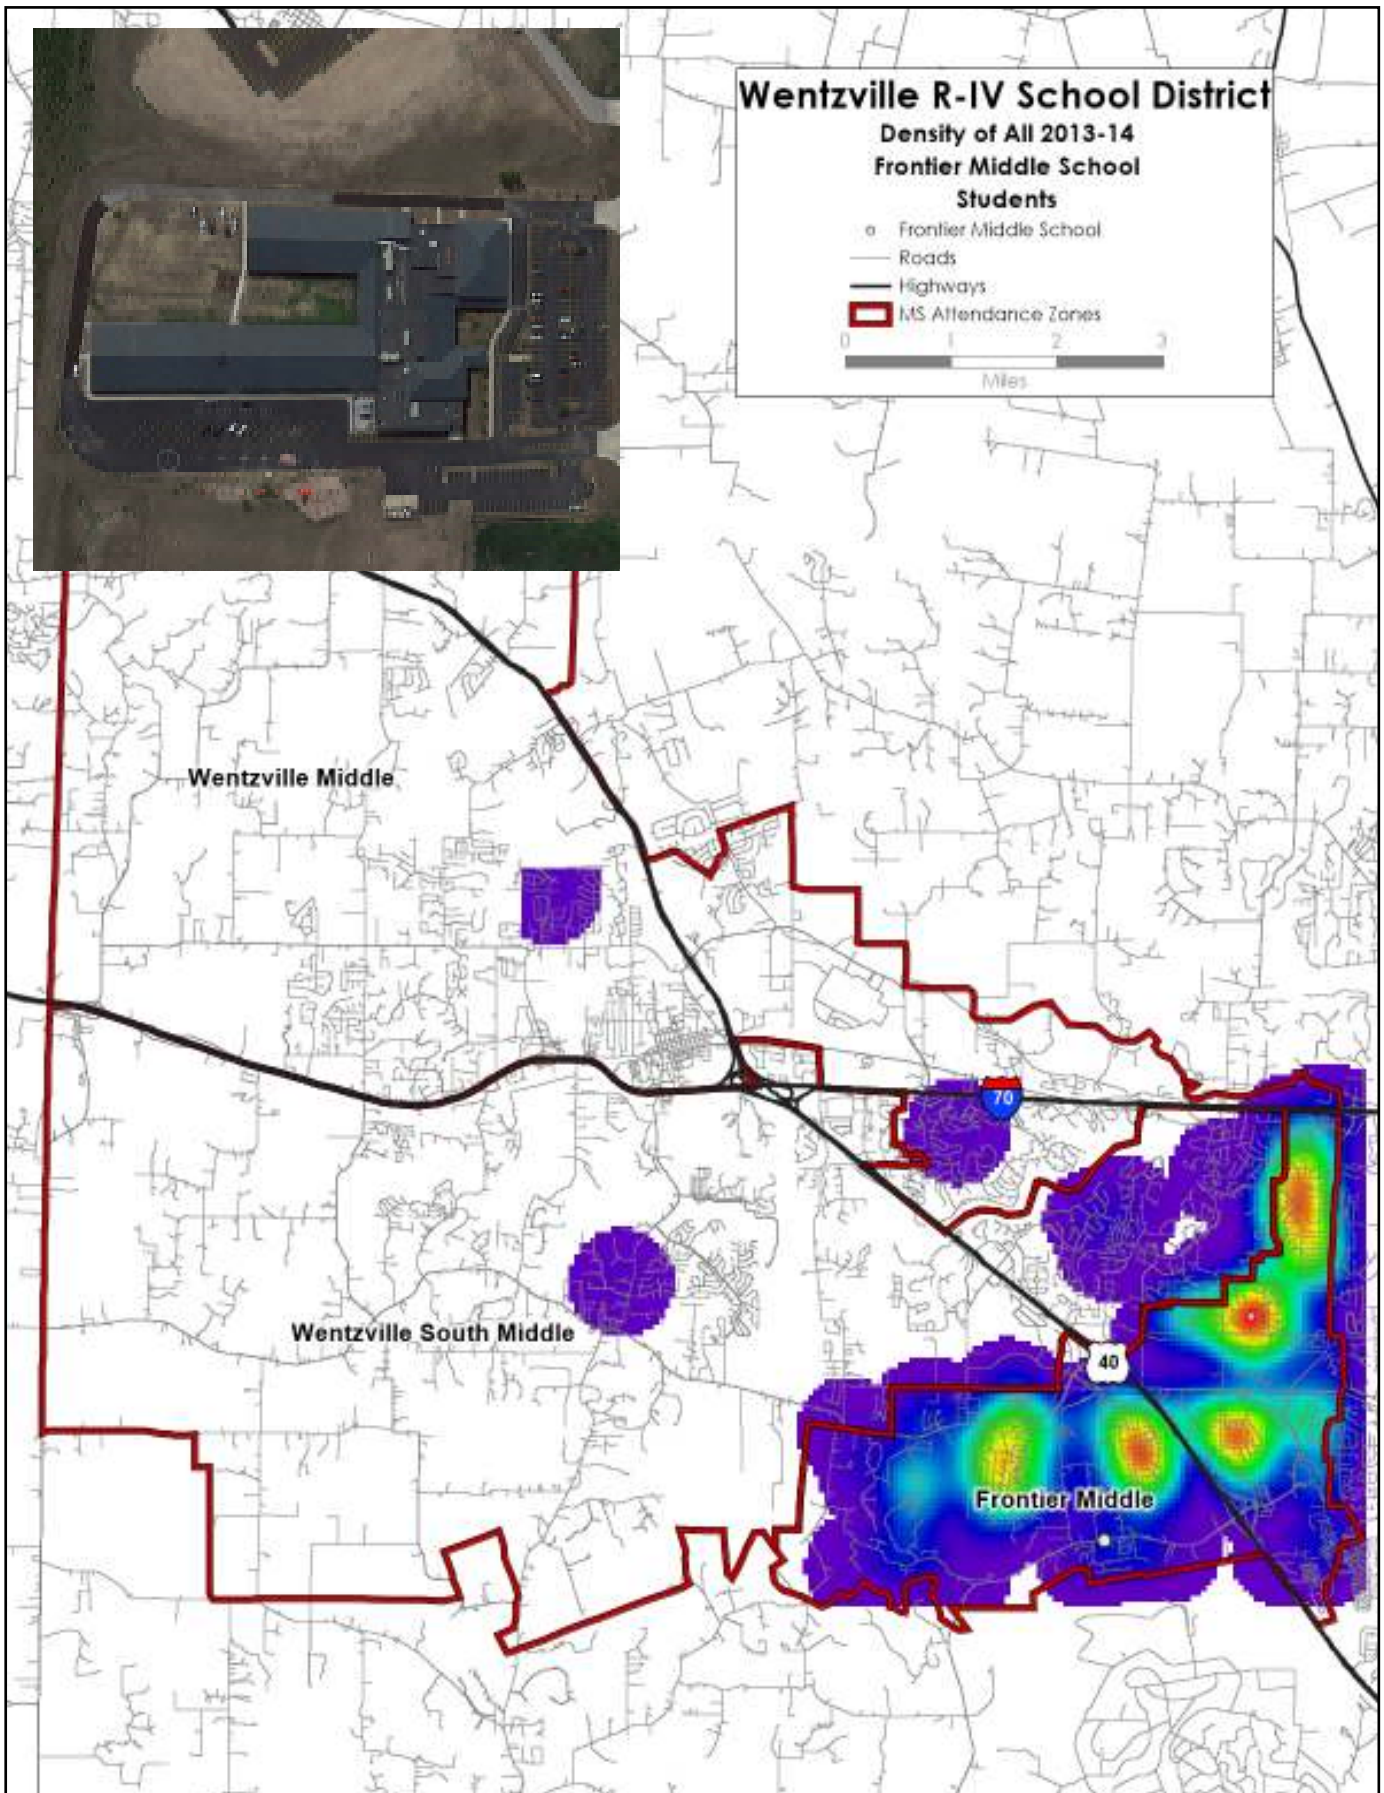 Wentzville R-IV School District
Density of All 2013-14
Frontier Middle School
Students
Frontier Middle School
Roads
Highways
MS Attendance Zones
0 1 2 3
Miles
Wentzville Middle
70
Wentzville South Middle
40
Frontier Middle